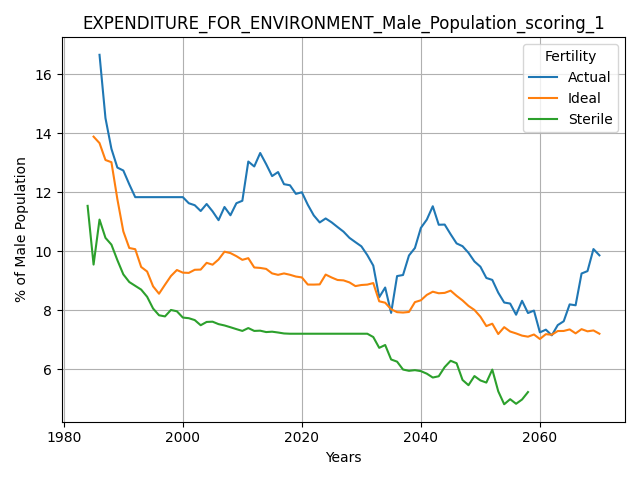 EXPENDITURE_FOR_ENVIRONMENT_Male_Population_scoring_1
Fertility
Actual
Ideal
Sterile
% of Male Population
16
14
12
10
8
6
1980 2000 2020 2040 2060
Years